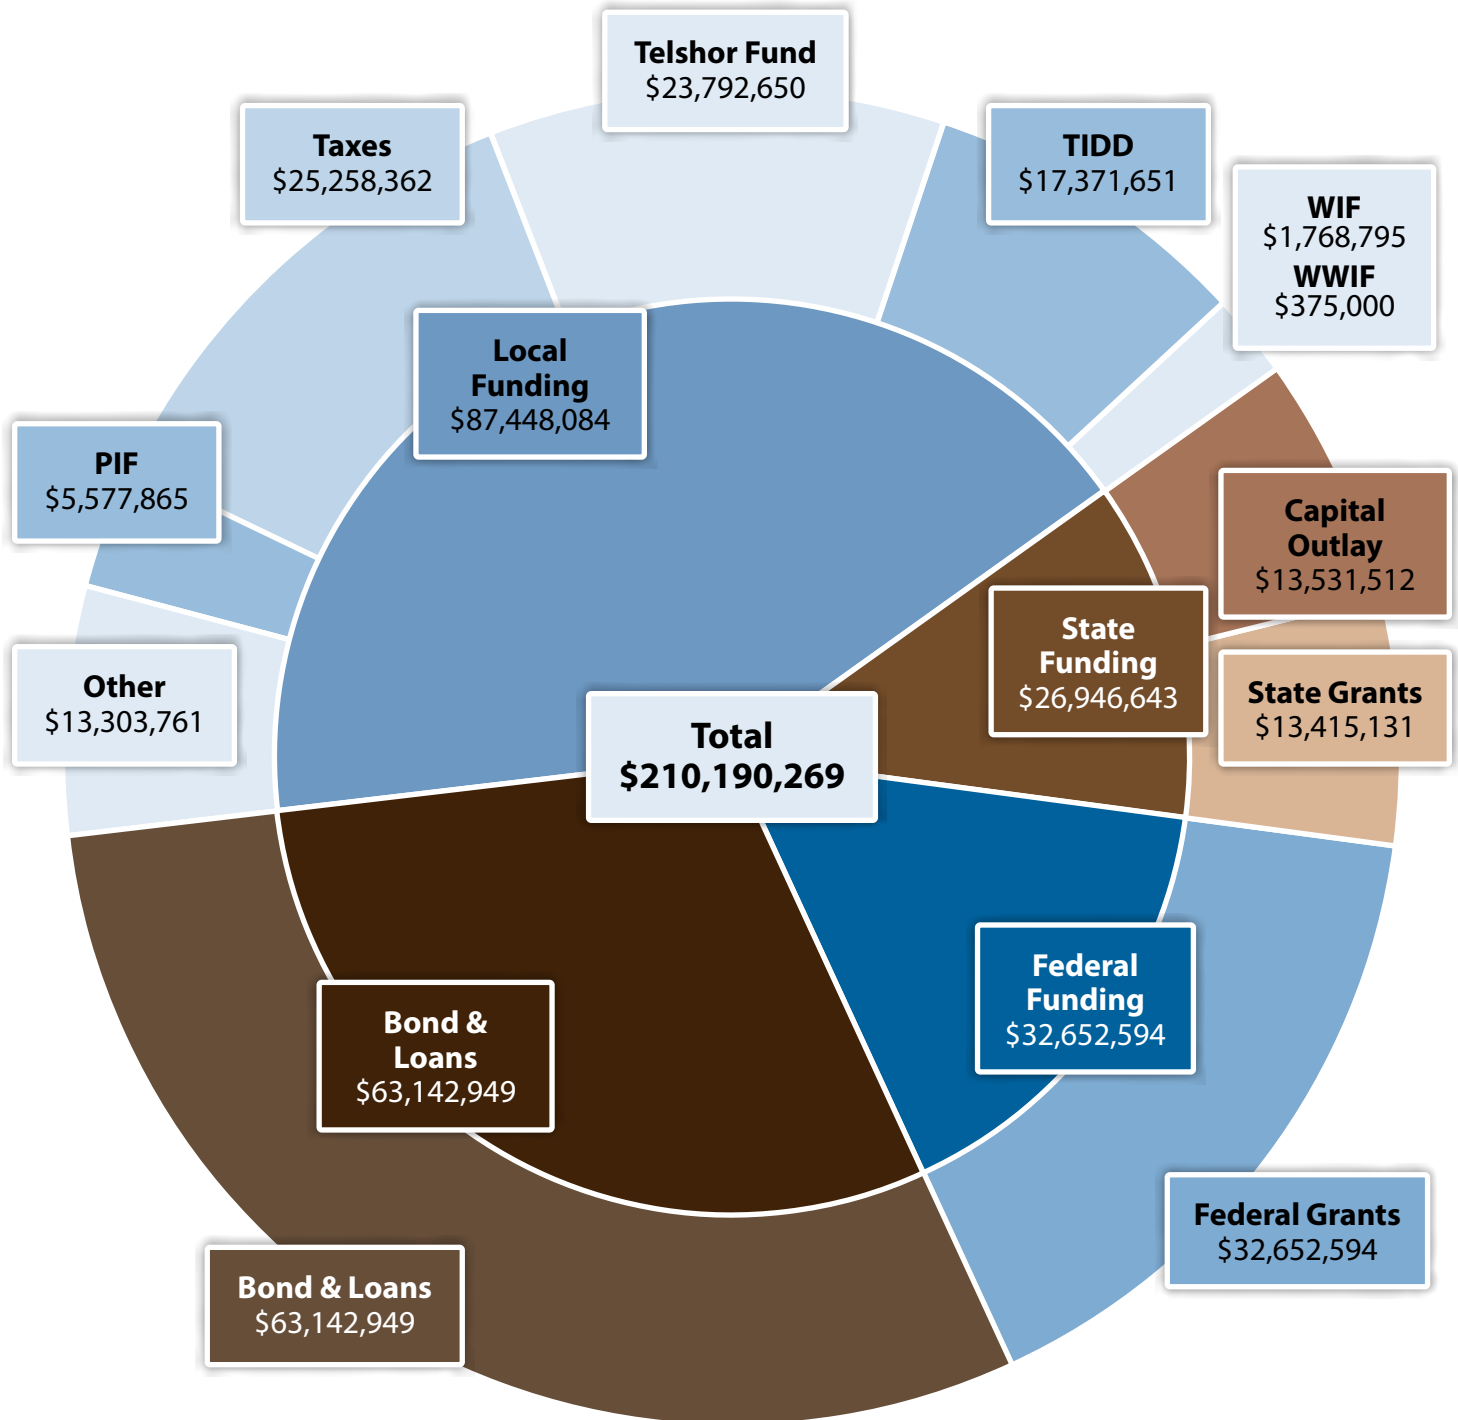 Telshor Fund
$23,792,650
Taxes
$25,258,362
TIDD
$17,371,651
WIF
$1,768,795
WWIF
$375,000
Local
Funding
$87,448,084
PIF
$5,577,865
Capital
Outlay
$13,531,512
State
Funding
$26,946,643
Other
$13,303,761
State Grants
$13,415,131
Total
$210,190,269
Federal
Funding
$32,652,594
Bond &
Loans
$63,142,949
Federal Grants
$32,652,594
Bond & Loans
$63,142,949